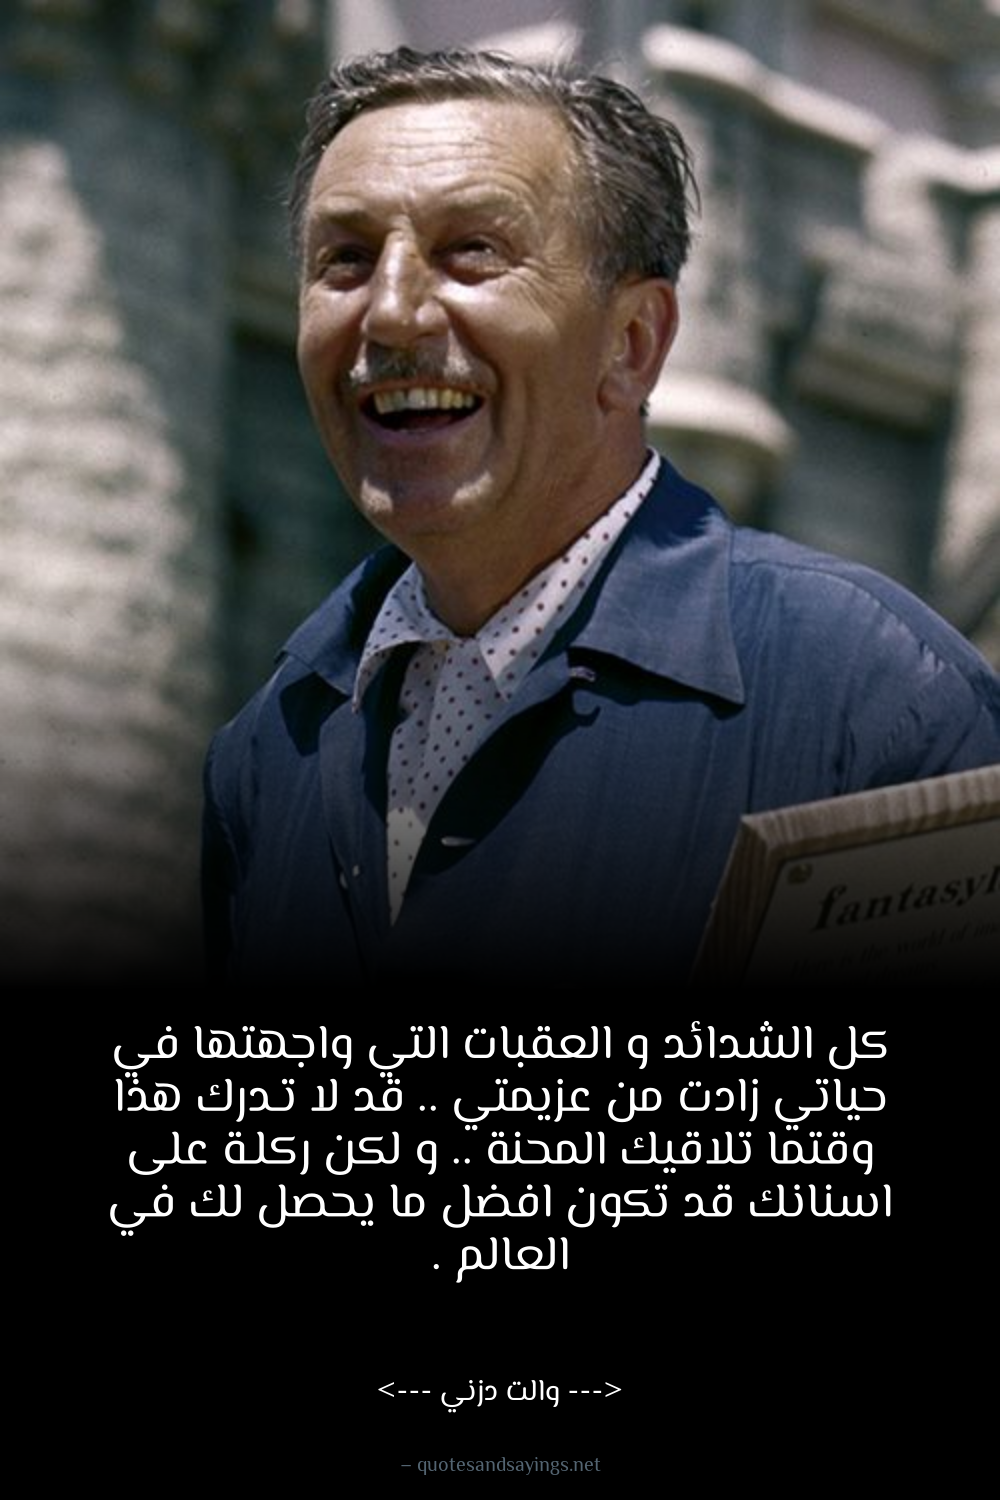 fantasyl
كل الشدائد و العقبات التي واجهتها في
حياتي زادت من عزيمتي .. قد لا تدرك هذا
وقتما تلاقيك المحنة .. و لكن ركلة على
اسنانك قد تكون افضل ما يحصل لك في
العالم .
<--- والت دزني --->
– quotesandsayings.net